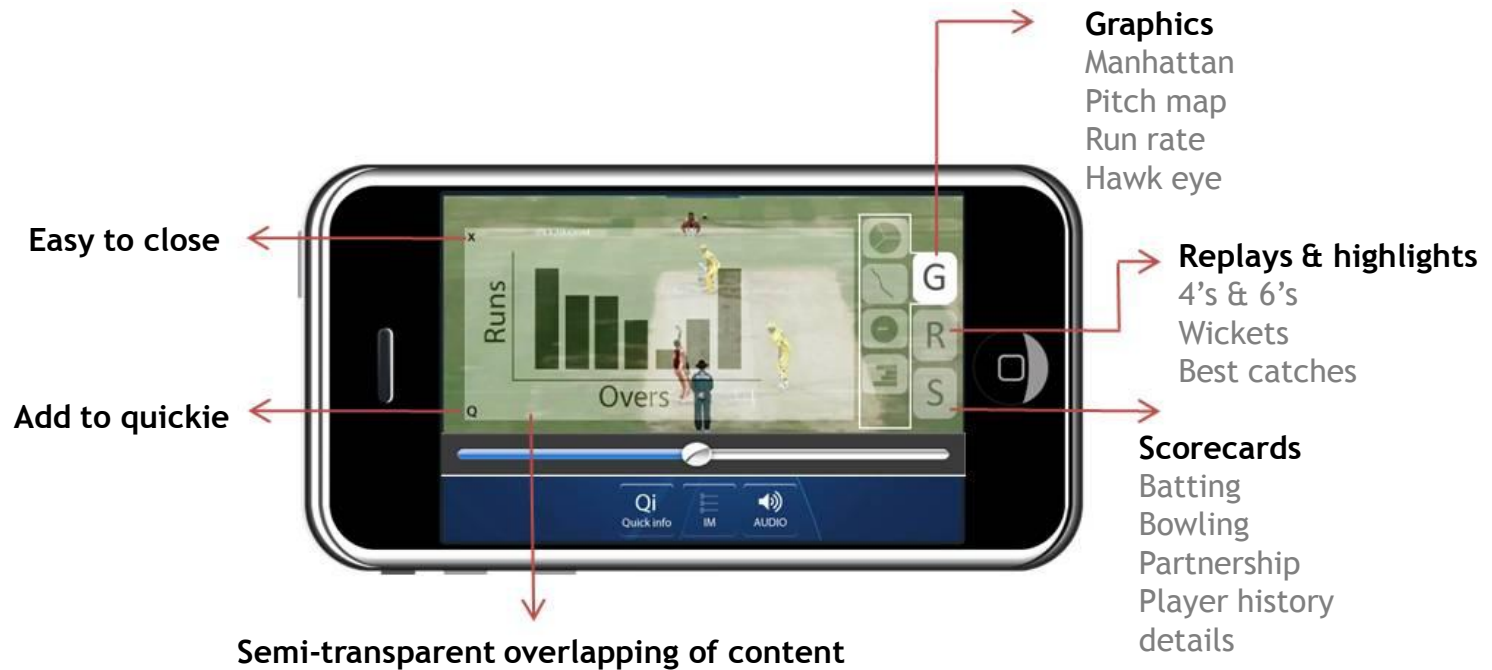 Graphics
Manhattan
Pitch map
Run rate
Hawk eye
Easy to close
Replays & highlights
4’s & 6’s
Wickets
Best catches
Add to quickie
Scorecards
Batting
Bowling
Partnership
Player history
details
Semi-transparent overlapping of content
x
Runs
Overs
Q
G
R
S
Qi
Quick info
IM
AUDIO